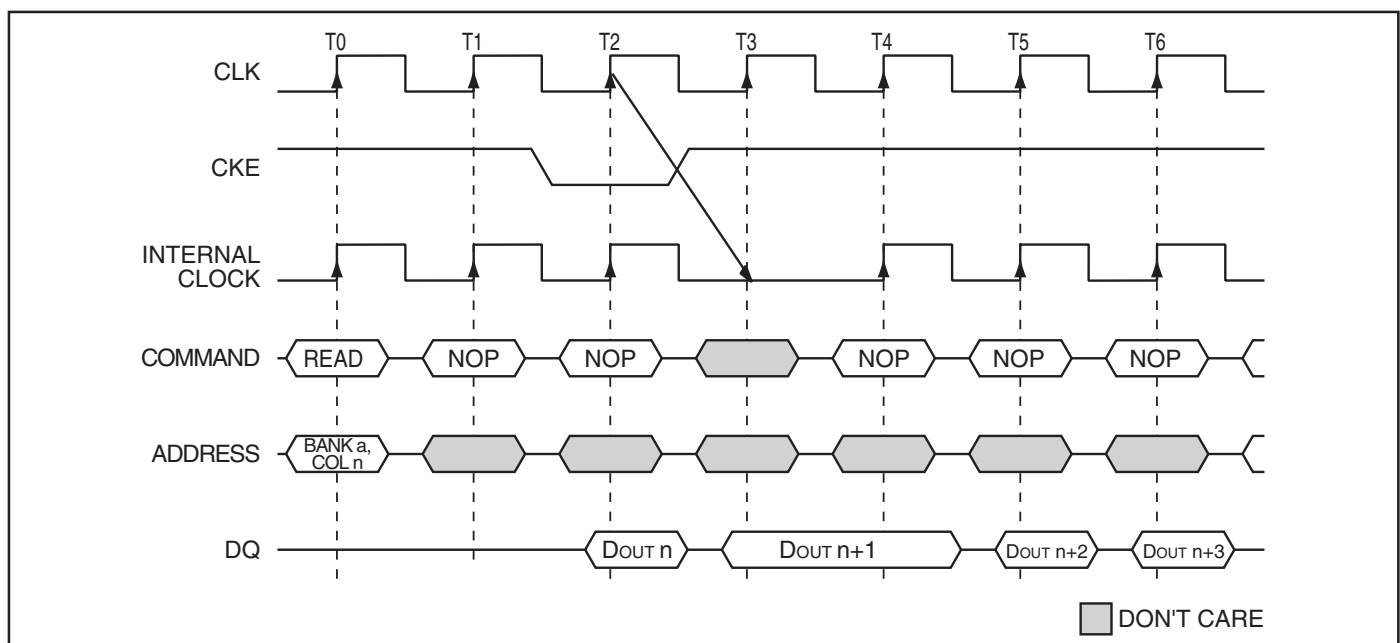 T0 T1 T2 T3 T4 T5 T6
CLK
CKE
INTERNAL
CLOCK
COMMAND READ NOP NOP NOP NOP NOP
ADDRESS BANK a,
COL n
DQ DOUT n DOUT n+1 DOUT n+2 DOUT n+3
DON'T CARE